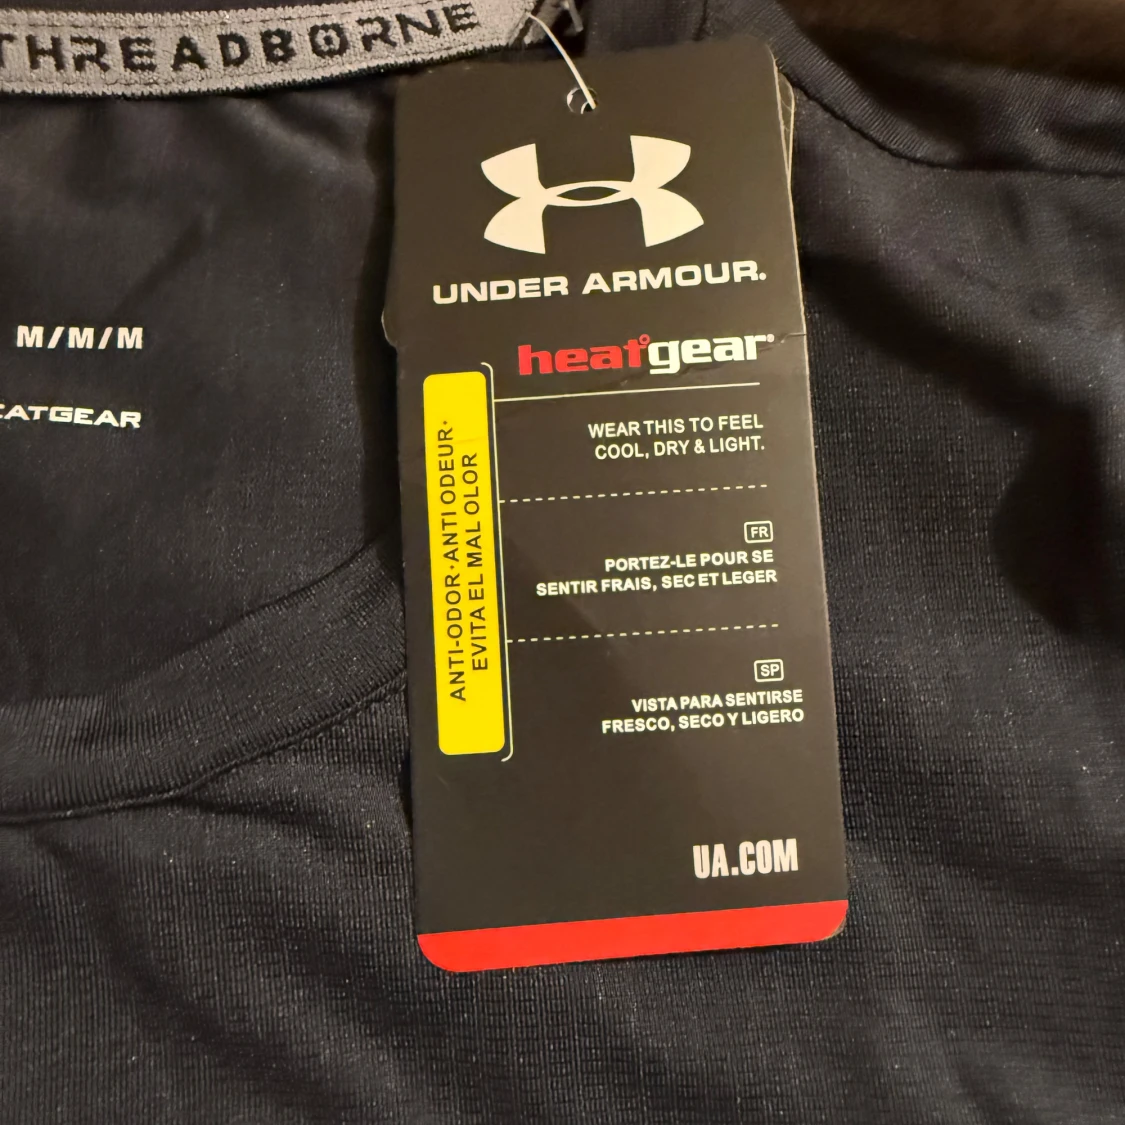 THREADBORNE
M/M/M
EATGEAR
UNDER ARMOUR.
heat°gear®
WEAR THIS TO FEEL
COOL, DRY & LIGHT.
FR
PORTEZ-LE POUR SE
SENTIR FRAIS, SEC ET LEGER
SP
VISTA PARA SENTIRSE
FRESCO, SECO Y LIGERO
ANTI-ODOR·ANTI ODEUR·
EVITA EL MAL OLOR
UA.COM